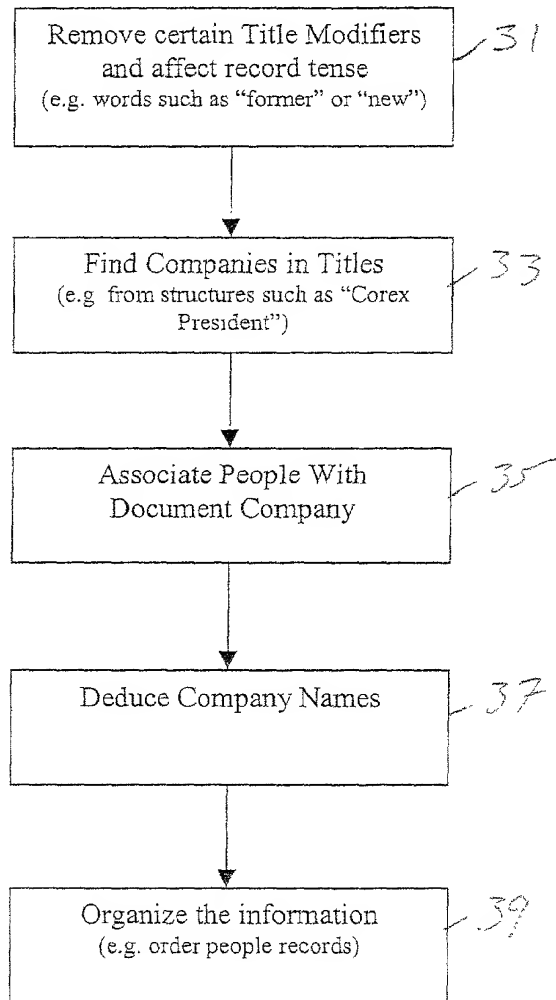 Remove certain Title Modifiers
and affect record tense
(e.g. words such as “former” or “new”)
31
Find Companies in Titles
(e.g from structures such as “Corex
President”)
33
Associate People With
Document Company
35
Deduce Company Names
37
Organize the information
(e.g. order people records)
39